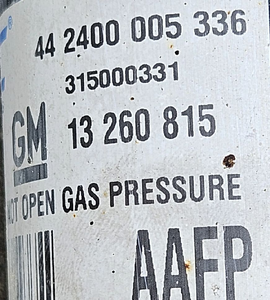 44 2400 005 336
315000331
GM 13 260 815
OT OPEN GAS PRESSURE
AAFP